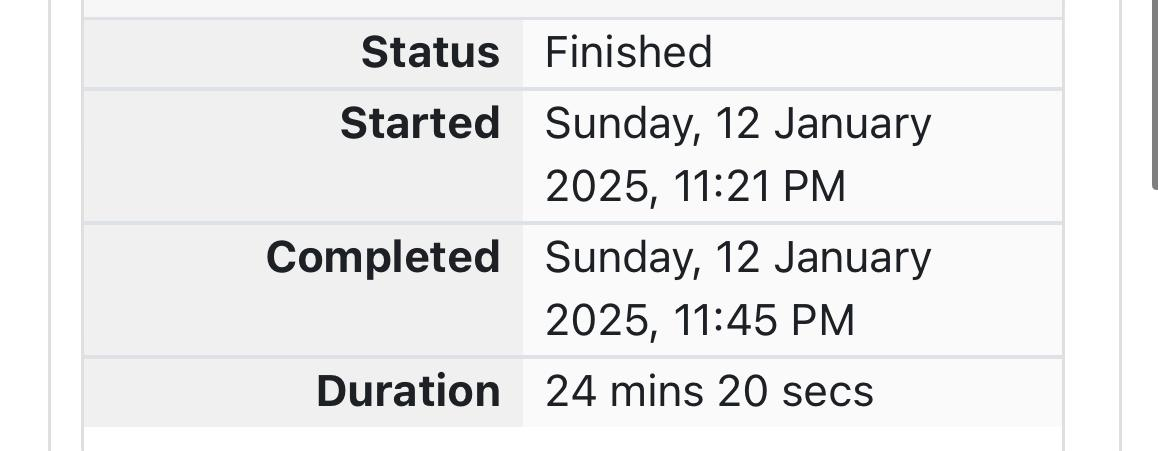 Status Finished
Started Sunday, 12 January
2025, 11:21 PM
Completed Sunday, 12 January
2025, 11:45 PM
Duration 24 mins 20 secs